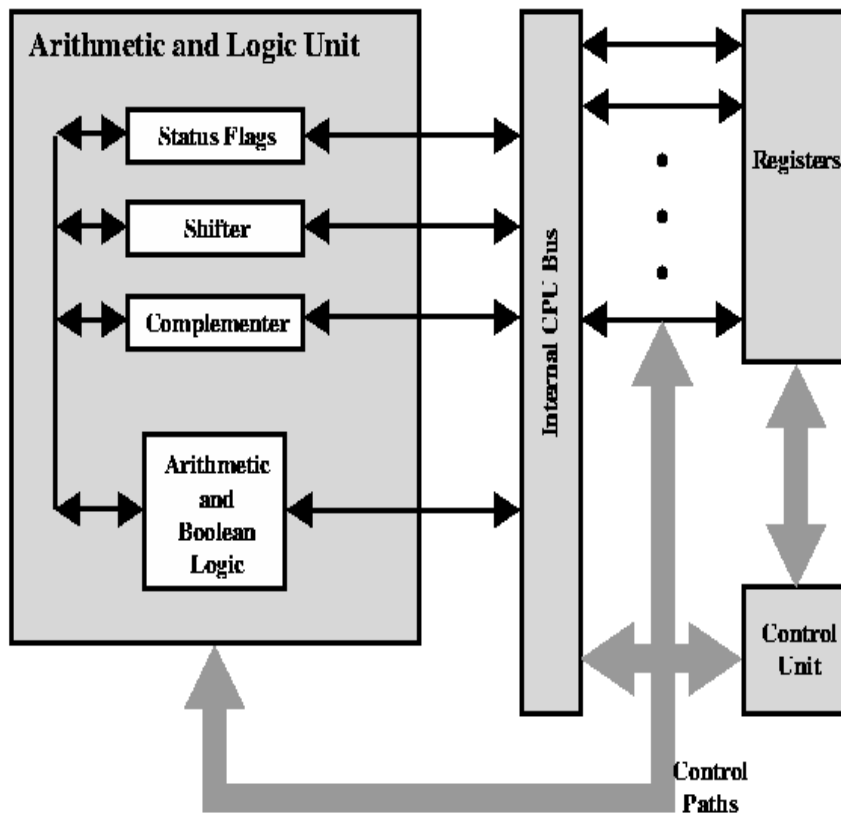 Arithmetic and Logic Unit
Status Flags
Shifter
Complementer
Arithmetic
and
Boolean
Logic
Internal CPU Bus
Registers
Control
Unit
Control
Paths